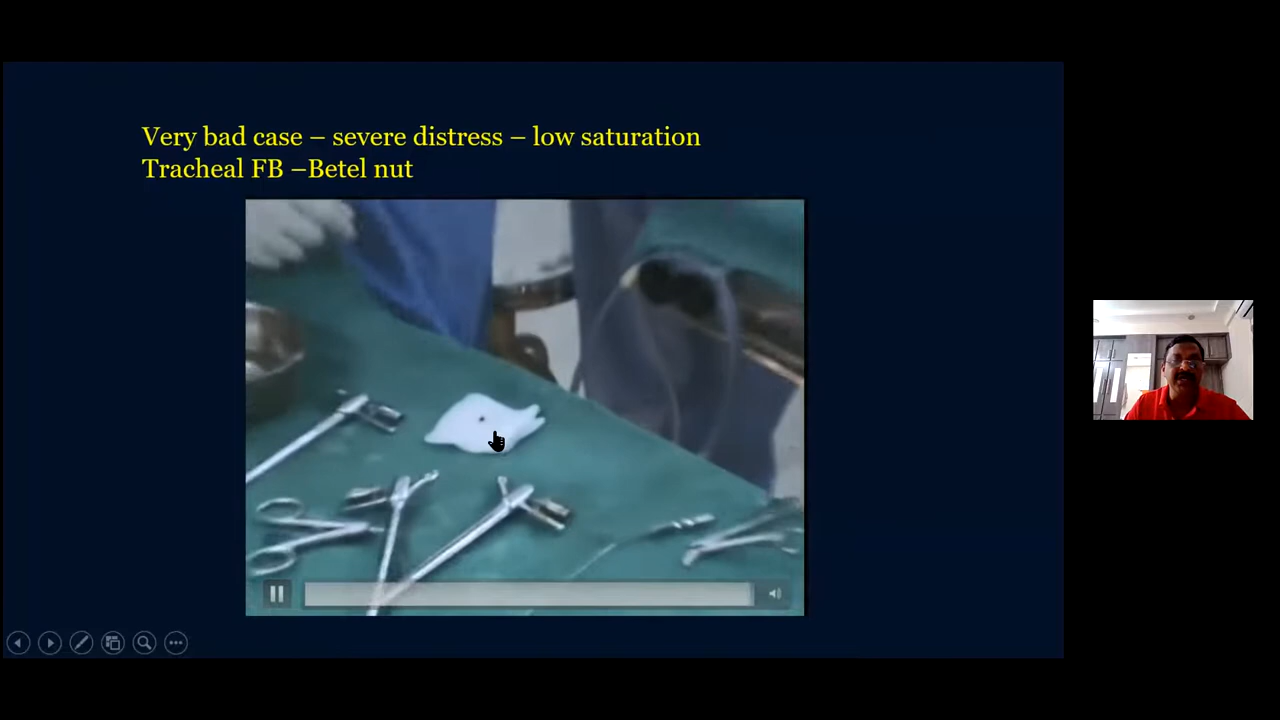 Very bad case – severe distress – low saturation
Tracheal FB –Betel nut